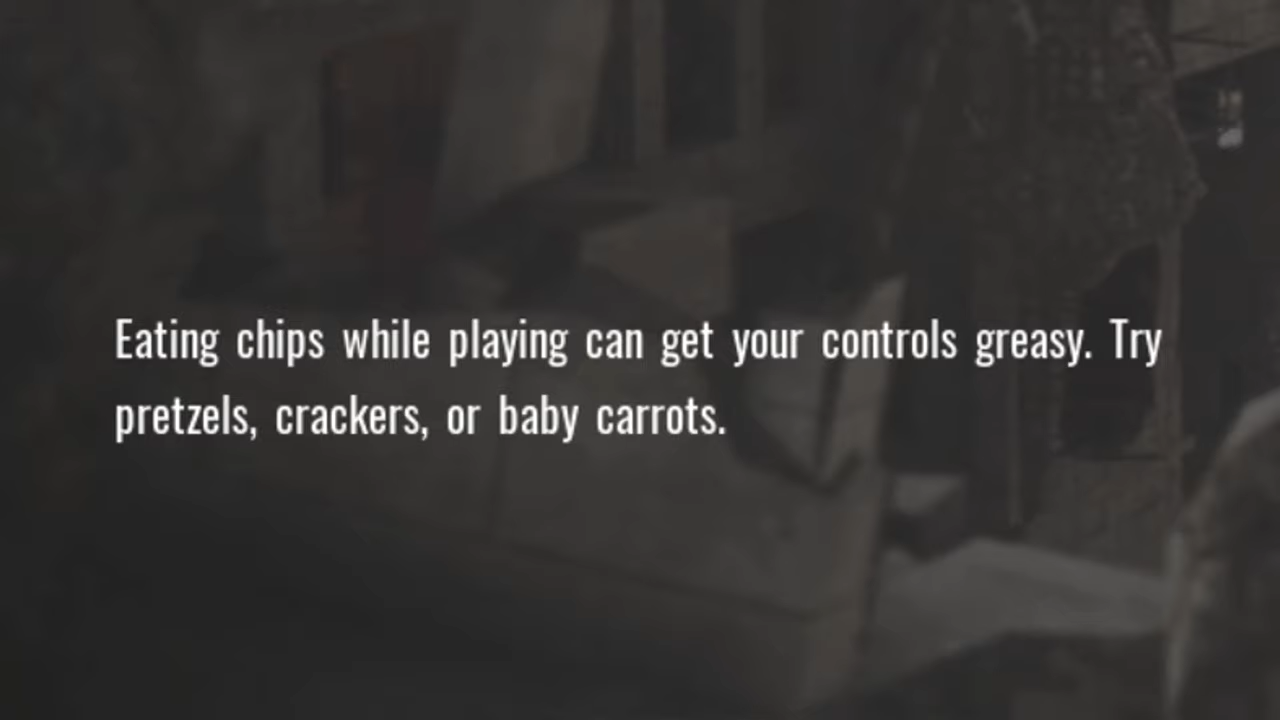 Eating chips while playing can get your controls greasy. Try
pretzels, crackers, or baby carrots.